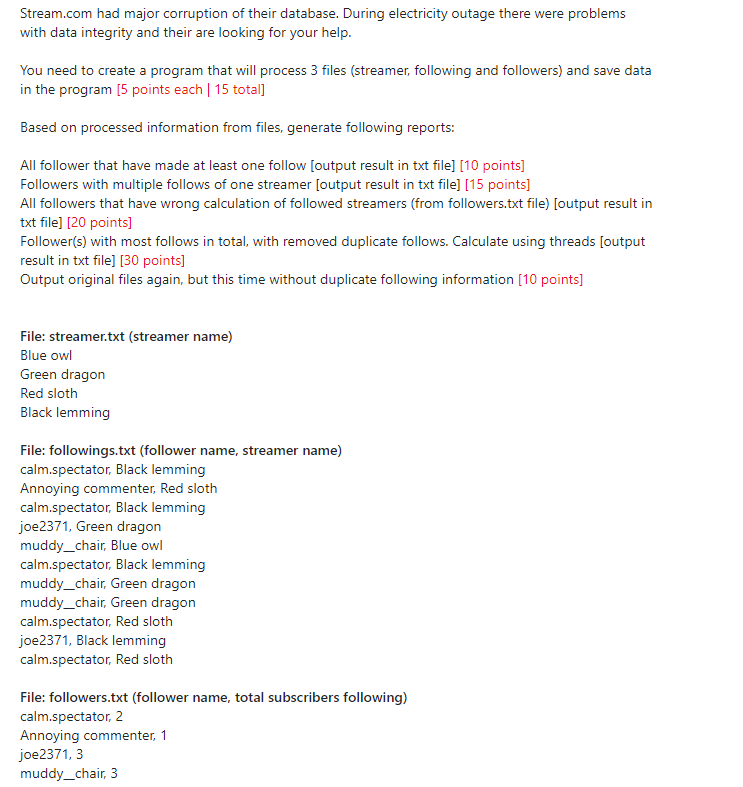 Stream.com had major corruption of their database. During electricity outage there were problems
with data integrity and their are looking for your help.
You need to create a program that will process 3 files (streamer, following and followers) and save data
in the program [5 points each | 15 total]
Based on processed information from files, generate following reports:
All follower that have made at least one follow [output result in txt file] [10 points]
Followers with multiple follows of one streamer [output result in txt file] [15 points]
All followers that have wrong calculation of followed streamers (from followers.txt file) [output result in
txt file] [20 points]
Follower(s) with most follows in total, with removed duplicate follows. Calculate using threads [output
result in txt file] [30 points]
Output original files again, but this time without duplicate following information [10 points]
File: streamer.txt (streamer name)
Blue owl
Green dragon
Red sloth
Black lemming
File: followings.txt (follower name, streamer name)
calm.spectator, Black lemming
Annoying commenter, Red sloth
calm.spectator, Black lemming
joe2371, Green dragon
muddy__chair, Blue owl
calm.spectator, Black lemming
muddy__chair, Green dragon
muddy__chair, Green dragon
calm.spectator, Red sloth
joe2371, Black lemming
calm.spectator, Red sloth
File: followers.txt (follower name, total subscribers following)
calm.spectator, 2
Annoying commenter, 1
joe2371, 3
muddy__chair, 3